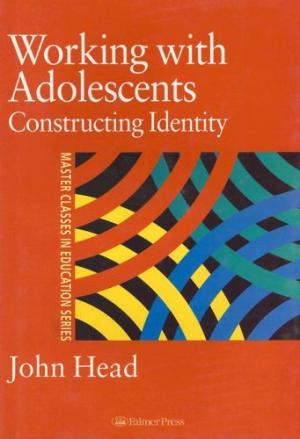 Working with
Adolescents
Constructing Identity
MASTER CLASSES IN EDUCATION SERIES
John Head
Falmer Press